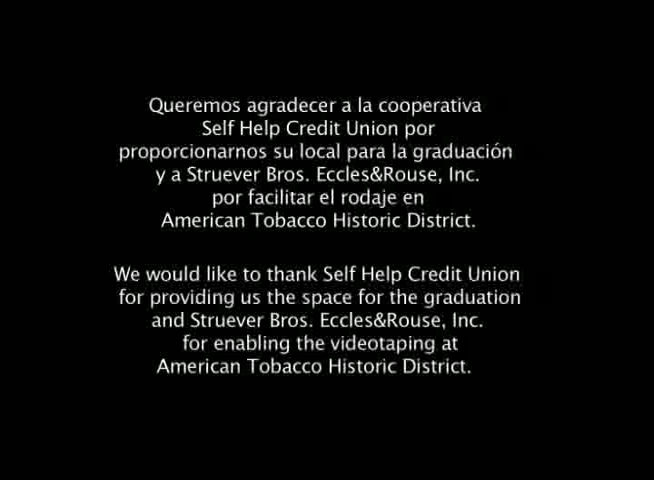 Queremos agradecer a la cooperativa
Self Help Credit Union por
proporcionarnos su local para la graduación
y a Struever Bros. Eccles&Rouse, Inc.
por facilitar el rodaje en
American Tobacco Historic District.
We would like to thank Self Help Credit Union
for providing us the space for the graduation
and Struever Bros. Eccles&Rouse, Inc.
for enabling the videotaping at
American Tobacco Historic District.